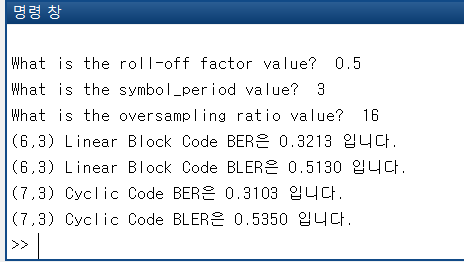 명령 창
What is the roll-off factor value?  0.5
What is the symbol_period value?  3
What is the oversampling ratio value?  16
(6,3) Linear Block Code BER은 0.3213 입니다.
(6,3) Linear Block Code BLER은 0.5130 입니다.
(7,3) Cyclic Code BER은 0.3103 입니다.
(7,3) Cyclic Code BLER은 0.5350 입니다.
>>